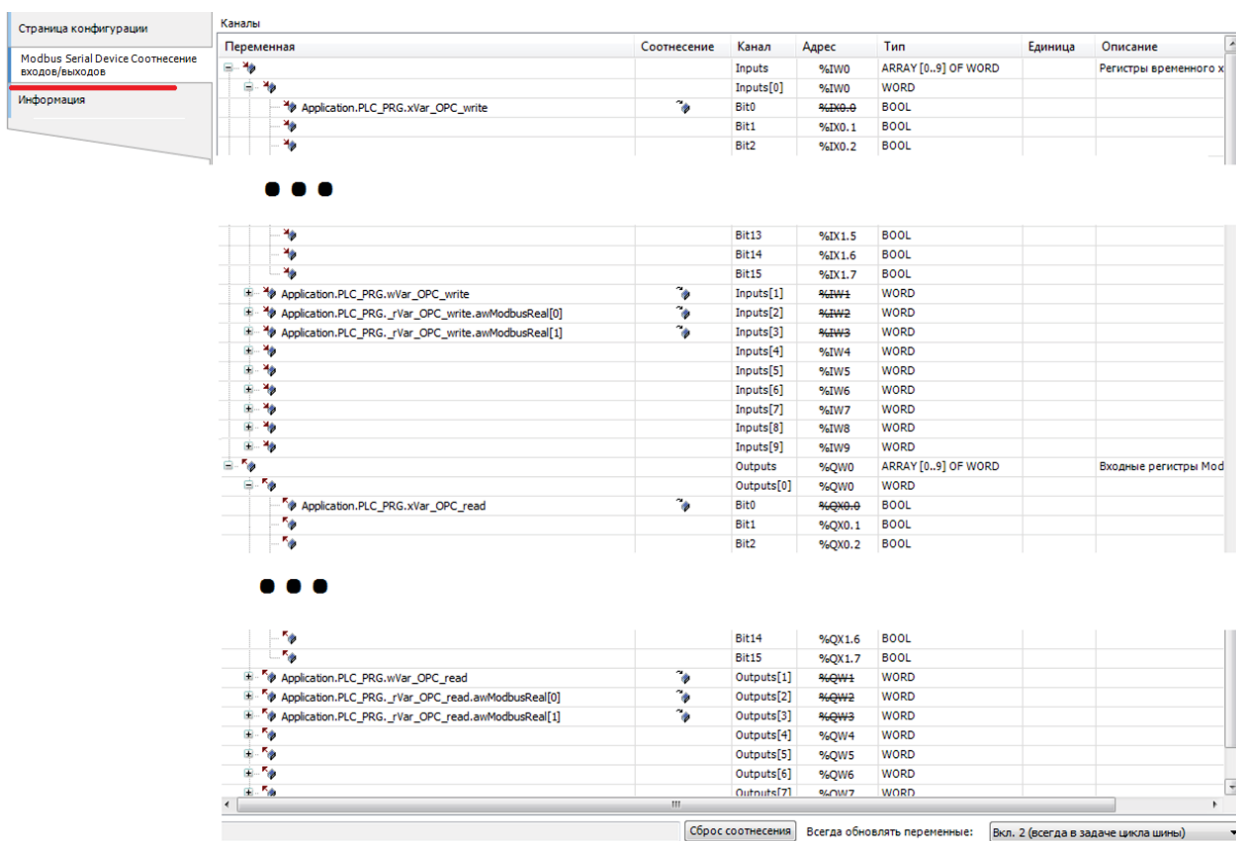 Страница конфигурации
Modbus Serial Device Соотнесение
входов/выходов
Информация
Каналы
Переменная Соотнесение Канал Адрес Тип Единица Описание
Inputs %IW0 ARRAY [0..9] OF WORD Регистры временного х
Inputs[0] %IW0 WORD
Application.PLC_PRG.xVar_OPC_write Bit0 %IX0.0 BOOL
Bit1 %IX0.1 BOOL
Bit2 %IX0.2 BOOL
Bit13 %IX1.5 BOOL
Bit14 %IX1.6 BOOL
Bit15 %IX1.7 BOOL
Application.PLC_PRG.wVar_OPC_write Inputs[1] %IW1 WORD
Application.PLC_PRG._rVar_OPC_write.awModbusReal[0] Inputs[2] %IW2 WORD
Application.PLC_PRG._rVar_OPC_write.awModbusReal[1] Inputs[3] %IW3 WORD
Inputs[4] %IW4 WORD
Inputs[5] %IW5 WORD
Inputs[6] %IW6 WORD
Inputs[7] %IW7 WORD
Inputs[8] %IW8 WORD
Inputs[9] %IW9 WORD
Outputs %QW0 ARRAY [0..9] OF WORD Входные регистры Mod
Outputs[0] %QW0 WORD
Application.PLC_PRG.xVar_OPC_read Bit0 %QX0.0 BOOL
Bit1 %QX0.1 BOOL
Bit2 %QX0.2 BOOL
Bit14 %QX1.6 BOOL
Bit15 %QX1.7 BOOL
Application.PLC_PRG.wVar_OPC_read Outputs[1] %QW1 WORD
Application.PLC_PRG._rVar_OPC_read.awModbusReal[0] Outputs[2] %QW2 WORD
Application.PLC_PRG._rVar_OPC_read.awModbusReal[1] Outputs[3] %QW3 WORD
Outputs[4] %QW4 WORD
Outputs[5] %QW5 WORD
Outputs[6] %QW6 WORD
Outputs[7] %QW7 WORD
Сброс соотнесения Всегда обновлять переменные: Вкл. 2 (всегда в задаче цикла шины)